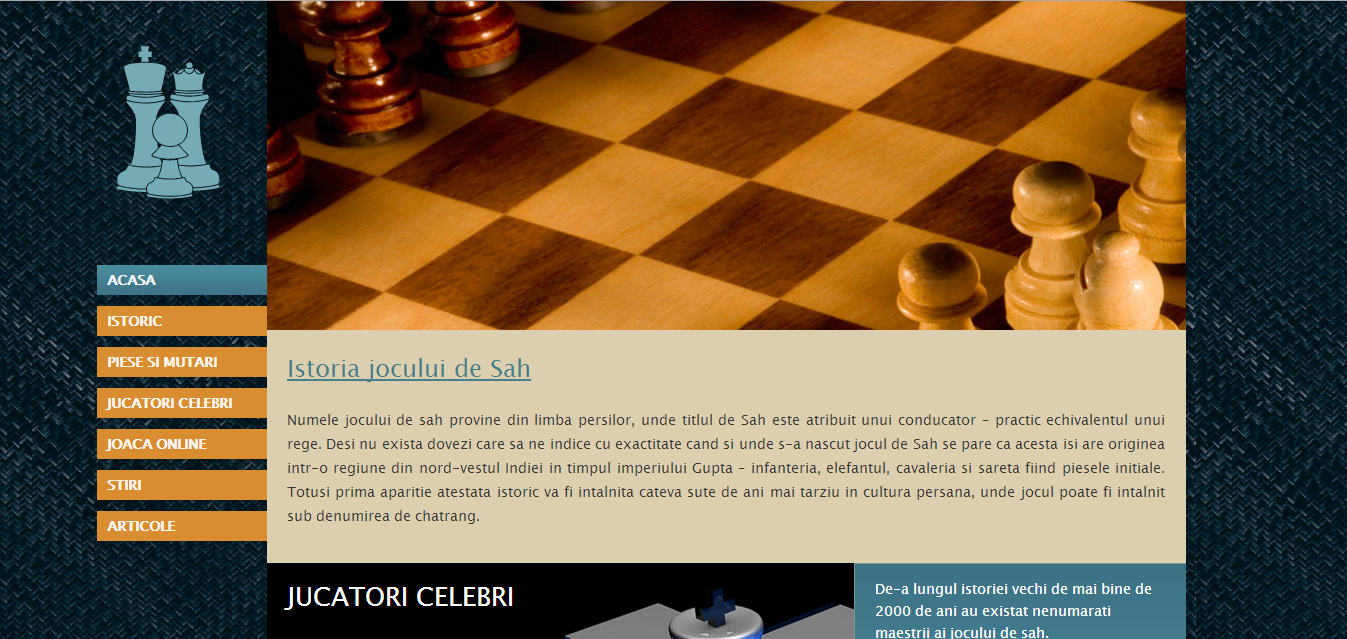 ACASA
ISTORIC
PIESE SI MUTARI
JUCATORI CELEBRI
JOACA ONLINE
STIRI
ARTICOLE
Istoria jocului de Sah
Numele jocului de sah provine din limba persilor, unde titlul de Sah este atribuit unui conducator - practic echivalentul unui
rege. Desi nu exista dovezi care sa ne indice cu exactitate cand si unde s-a nascut jocul de Sah se pare ca acesta isi are originea
intr-o regiune din nord-vestul Indiei in timpul imperiului Gupta - infanteria, elefantul, cavaleria si sareta fiind piesele initiale.
Totusi prima aparitie atestata istoric va fi intalnita cateva sute de ani mai tarziu in cultura persana, unde jocul poate fi intalnit
sub denumirea de chatrang.
JUCATORI CELEBRI
De-a lungul istoriei vechi de mai bine de
2000 de ani au existat nenumarati
maestrii ai jocului de sah.